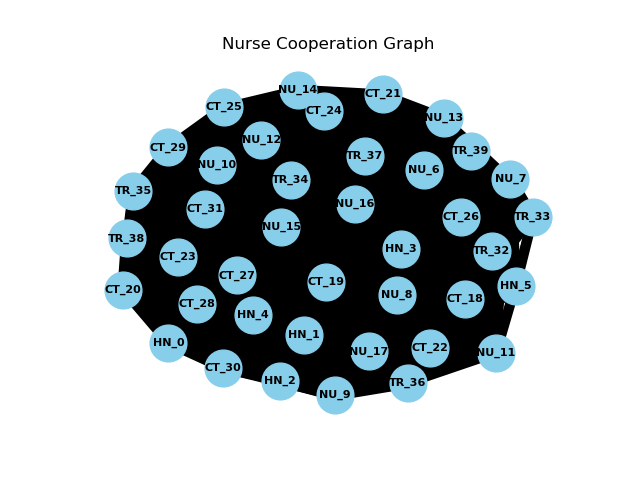 Nurse Cooperation Graph
NU_14
CT_21
CT_25
CT_24
NU_13
NU_12
CT_29
TR_39
TR_37
NU_10
NU_6
TR_34
NU_7
TR_35
NU_16
CT_31
CT_26
TR_33
NU_15
TR_38
HN_3
TR_32
CT_23
CT_27
CT_19
HN_5
CT_20
NU_8
CT_18
CT_28
HN_4
HN_1
HN_0
CT_22
NU_17
NU_11
CT_30
HN_2
TR_36
NU_9